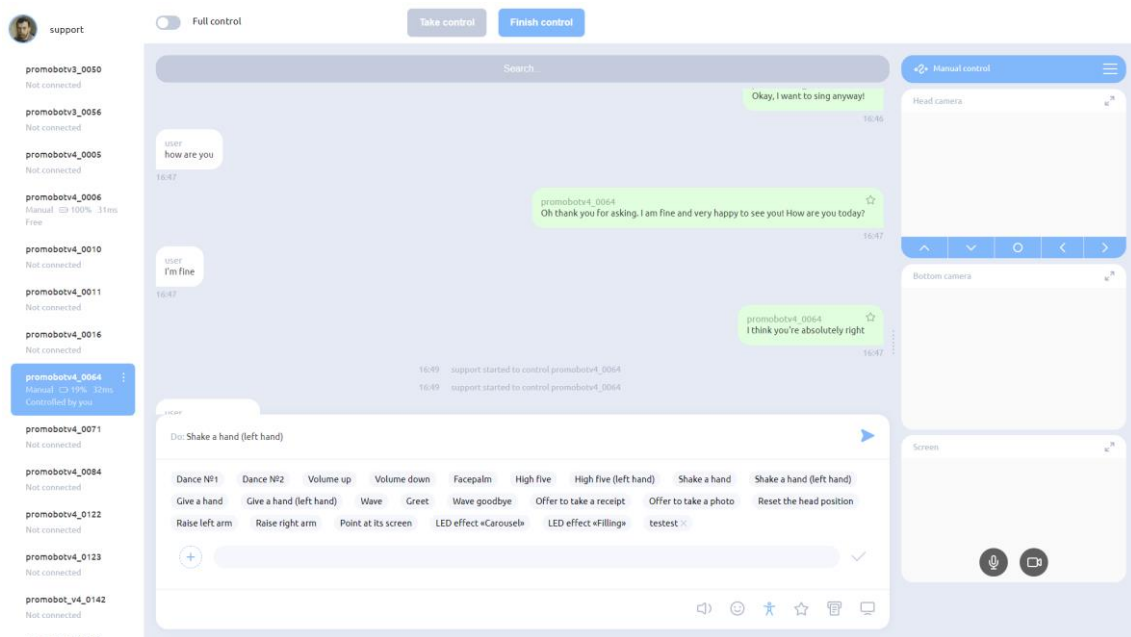 support
Full control
Take control
Finish control
promobotv3_0050
Not connected
promobotv3_0056
Not connected
promobotv4_0005
Not connected
promobotv4_0006
Manual 100% 31ms
Free
promobotv4_0010
Not connected
promobotv4_0011
Not connected
promobotv4_0016
Not connected
promobotv4_0064
Manual 19% 32ms
Controlled by you
promobotv4_0071
Not connected
promobotv4_0084
Not connected
promobotv4_0122
Not connected
promobotv4_0123
Not connected
promobot_v4_0142
Not connected
Search...
Okay, I want to sing anyway!
16:46
user
how are you
16:47
promobotv4_0064
Oh thank you for asking. I am fine and very happy to see you! How are you today?
16:47
user
I'm fine
16:47
promobotv4_0064
I think you're absolutely right
16:47
16:49 support started to control promobotv4_0064
16:49 support started to control promobotv4_0064
user
Do: Shake a hand (left hand)
Dance №1 Dance №2 Volume up Volume down Facepalm High five High five (left hand) Shake a hand Shake a hand (left hand)
Give a hand Give a hand (left hand) Wave Greet Wave goodbye Offer to take a receipt Offer to take a photo Reset the head position
Raise left arm Raise right arm Point at its screen LED effect «Carousel» LED effect «Filling» testest
Manual control
Head camera
Bottom camera
Screen